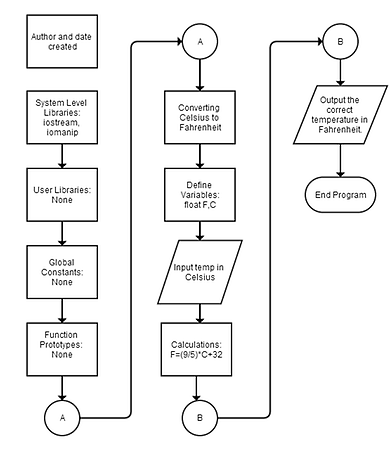 Author and date
created
System Level
Libraries:
iostream,
iomanip
User Libraries:
None
Global
Constants:
None
Function
Prototypes:
None
A
A
Converting
Celsius to
Fahrenheit
Define
Variables:
float F,C
Input temp in
Celsius
Calculations:
F=(9/5)*C+32
B
B
Output the
correct
temperature in
Fahrenheit.
End Program